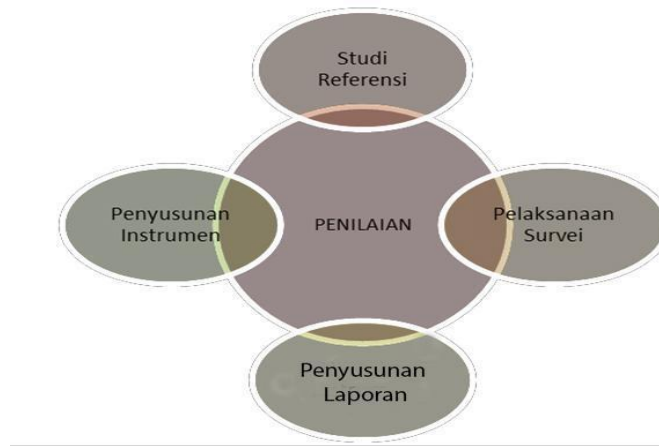 Studi
Referensi
Penyusunan
Instrumen
PENILAIAN
Pelaksanaan
Survei
Penyusunan
Laporan